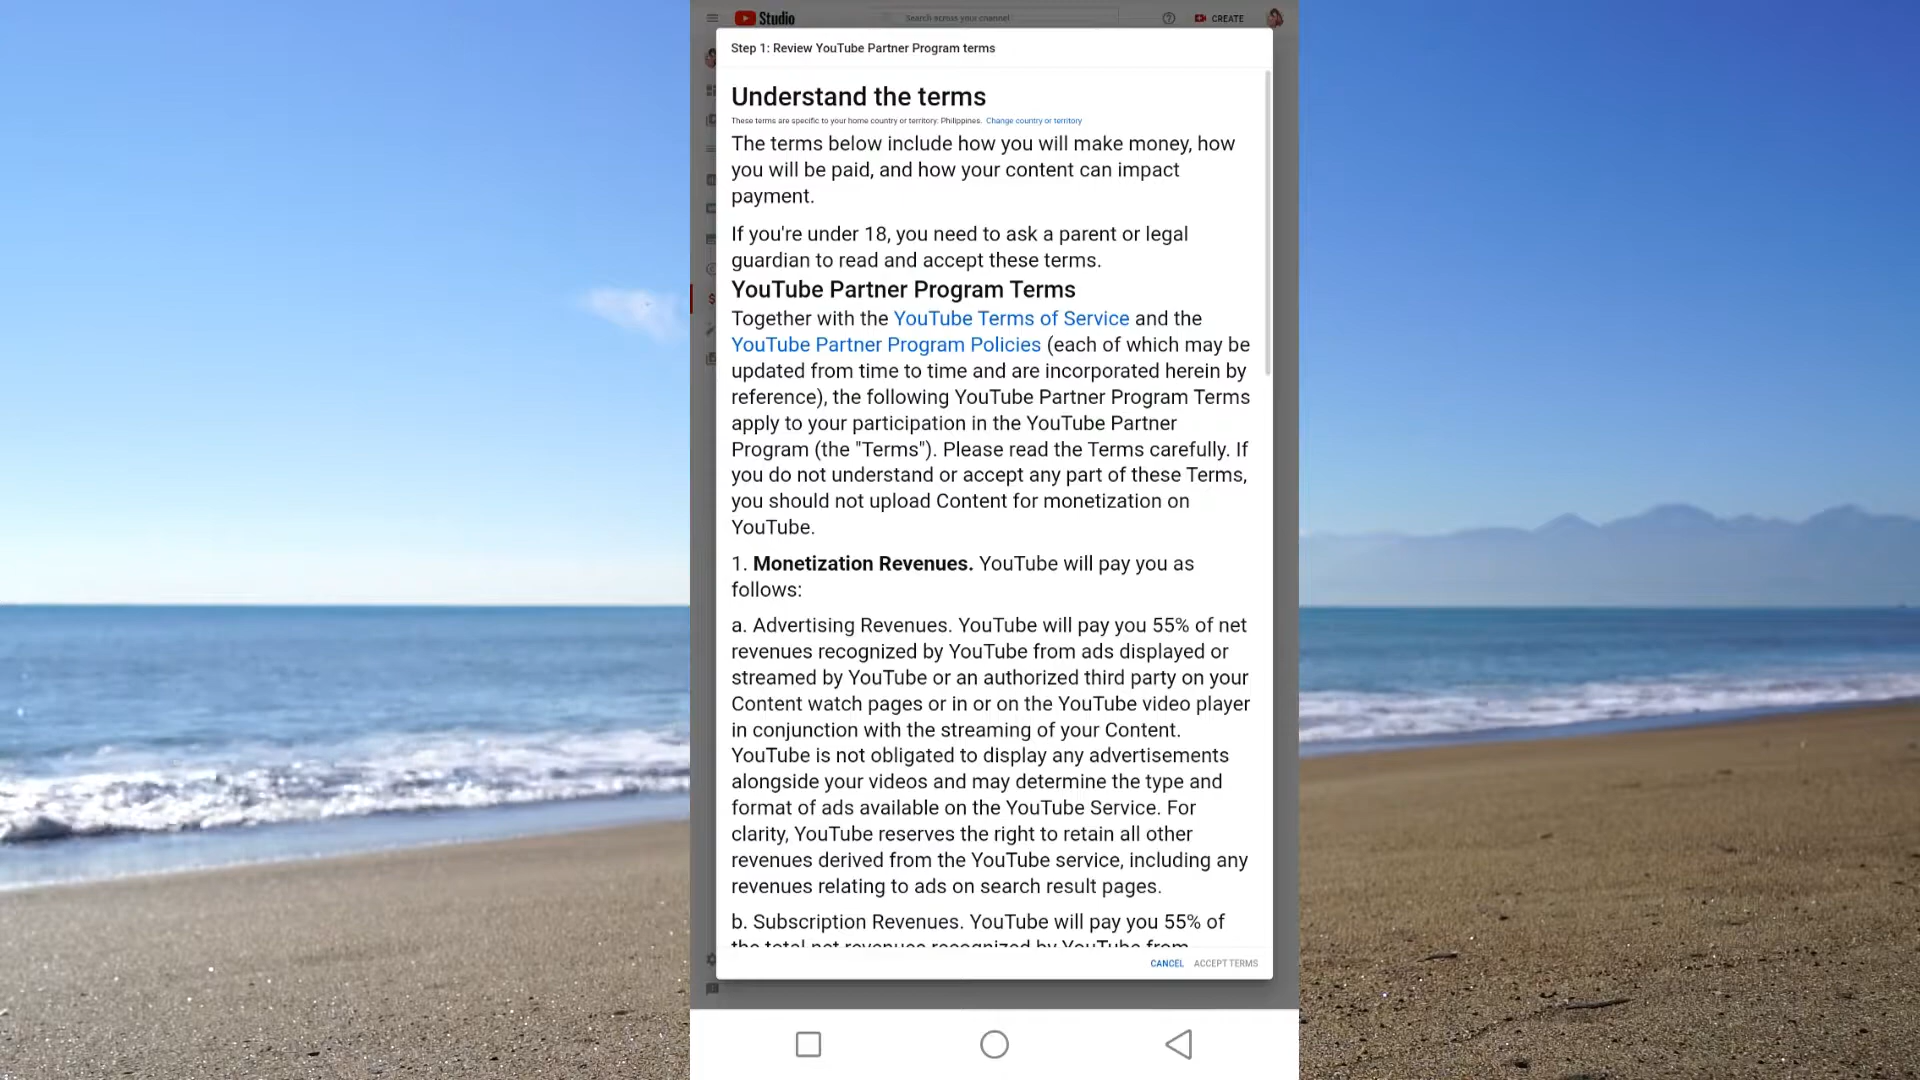 Studio
Search across your channel
CREATE
Step 1: Review YouTube Partner Program terms
Understand the terms
These terms are specific to your home country or territory: Philippines. Change country or territory
The terms below include how you will make money, how
you will be paid, and how your content can impact
payment.
If you're under 18, you need to ask a parent or legal
guardian to read and accept these terms.
YouTube Partner Program Terms
Together with the YouTube Terms of Service and the
YouTube Partner Program Policies (each of which may be
updated from time to time and are incorporated herein by
reference), the following YouTube Partner Program Terms
apply to your participation in the YouTube Partner
Program (the "Terms"). Please read the Terms carefully. If
you do not understand or accept any part of these Terms,
you should not upload Content for monetization on
YouTube.
1. Monetization Revenues. YouTube will pay you as
follows:
a. Advertising Revenues. YouTube will pay you 55% of net
revenues recognized by YouTube from ads displayed or
streamed by YouTube or an authorized third party on your
Content watch pages or in or on the YouTube video player
in conjunction with the streaming of your Content.
YouTube is not obligated to display any advertisements
alongside your videos and may determine the type and
format of ads available on the YouTube Service. For
clarity, YouTube reserves the right to retain all other
revenues derived from the YouTube service, including any
revenues relating to ads on search result pages.
b. Subscription Revenues. YouTube will pay you 55% of
the total net revenues recognized by YouTube from
CANCEL ACCEPT TERMS